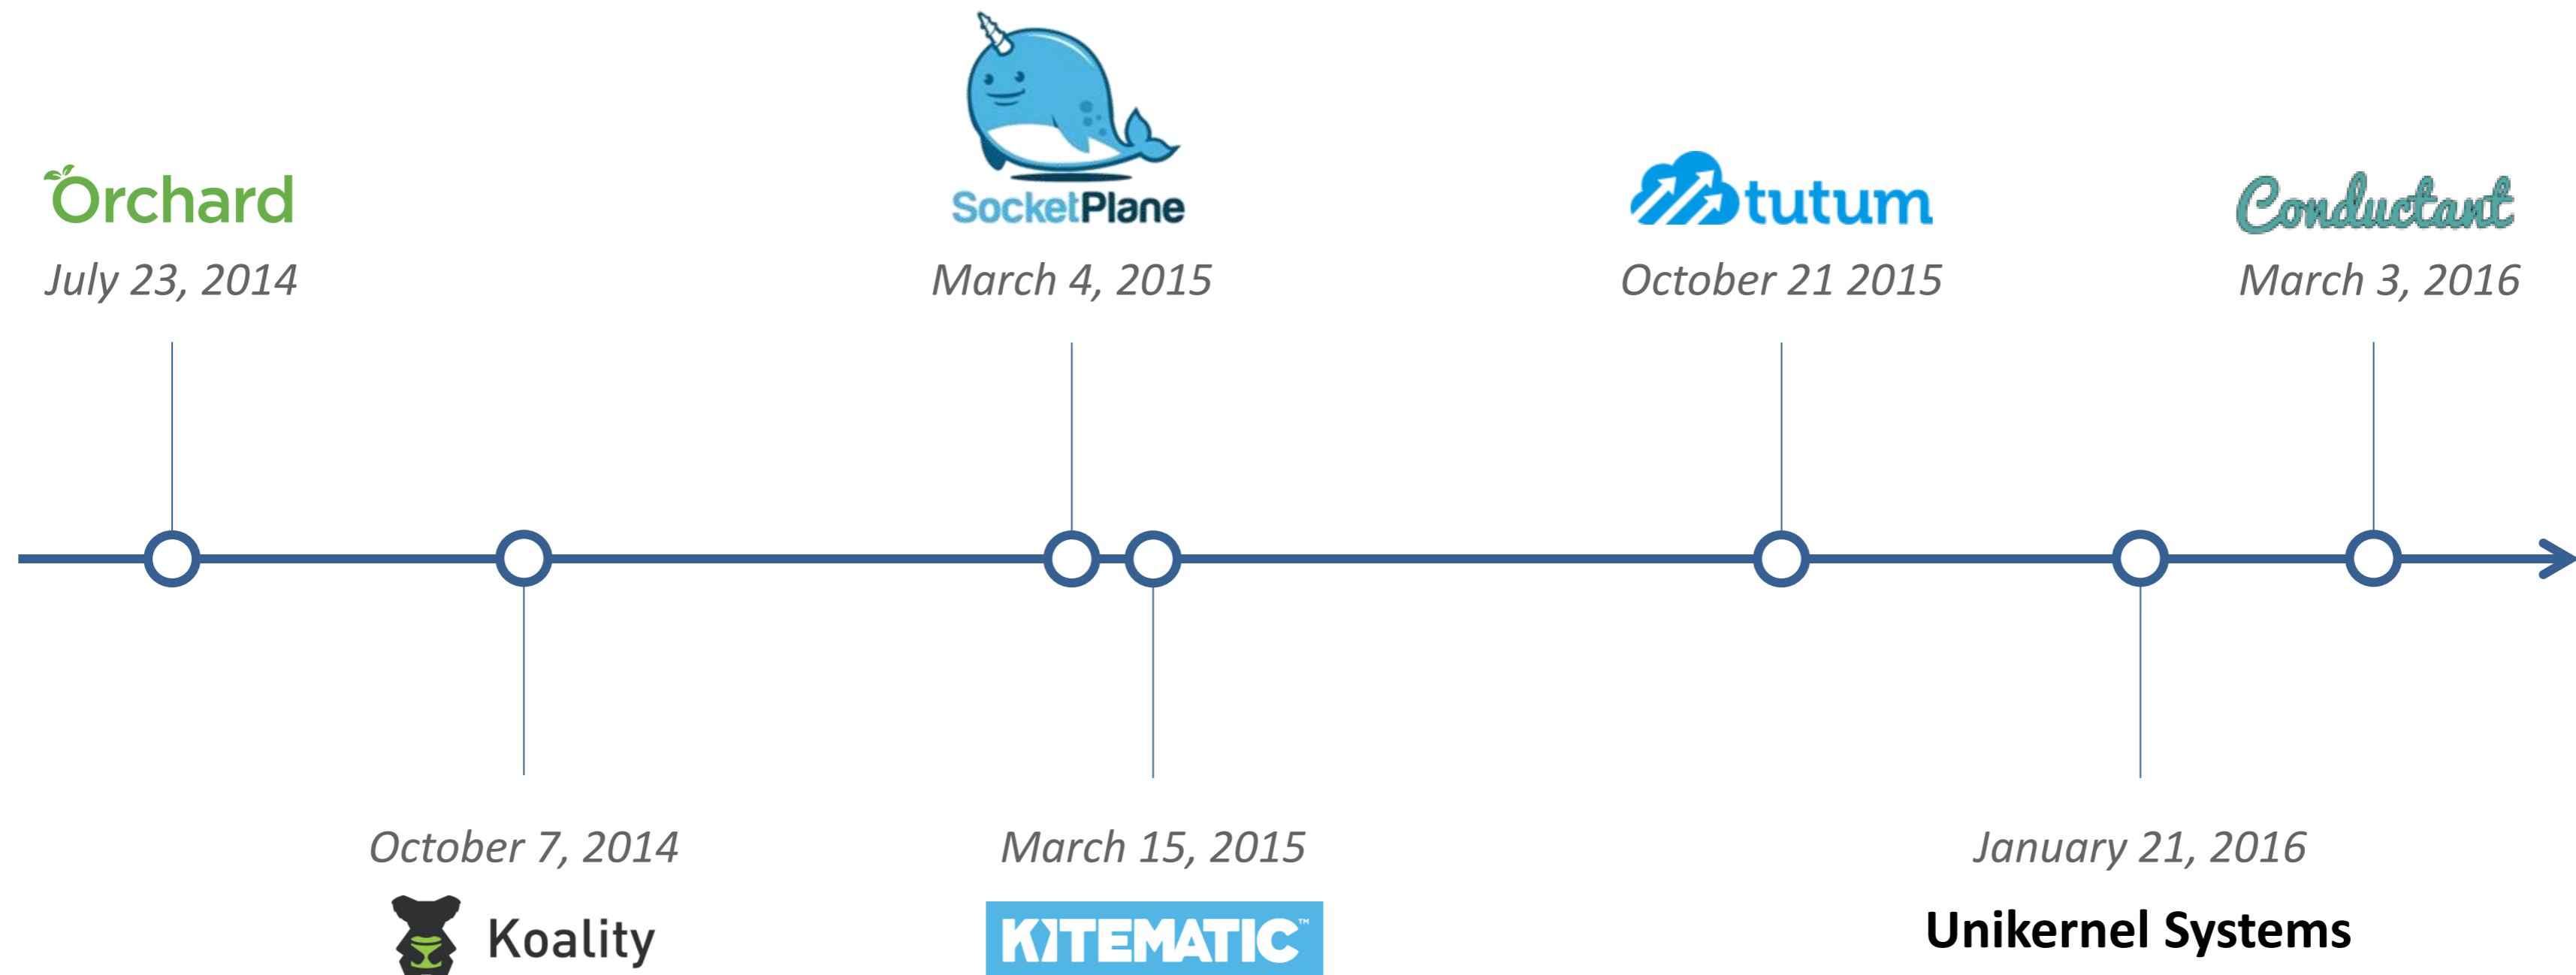 Orchard
July 23, 2014
SocketPlane
March 4, 2015
tutum
October 21 2015
Conductant
March 3, 2016
October 7, 2014
Koality
March 15, 2015
KITEMATIC™
January 21, 2016
Unikernel Systems